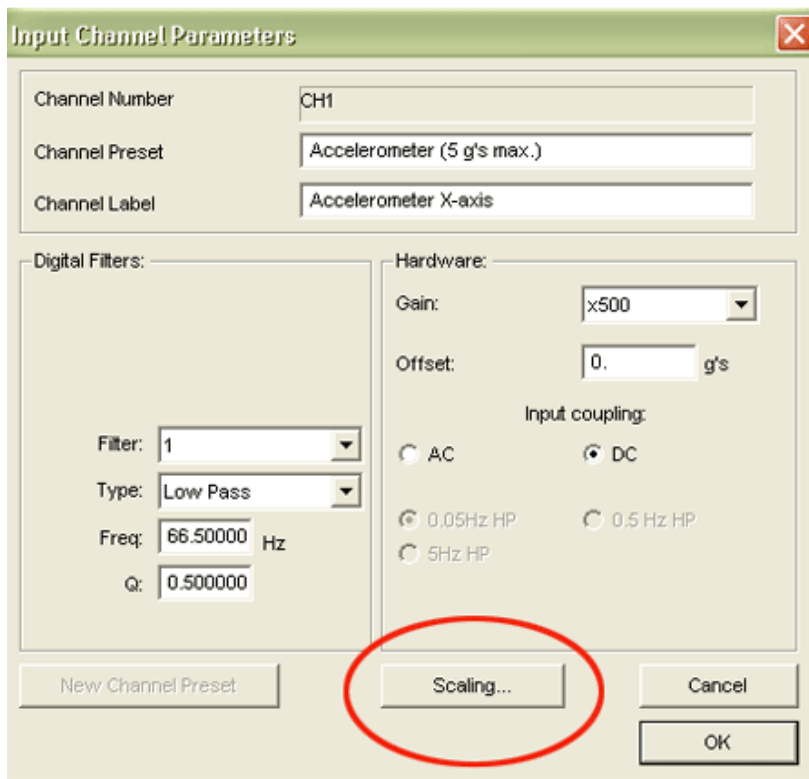 Input Channel Parameters
Channel Number CH1
Channel Preset Accelerometer (5 g's max.)
Channel Label Accelerometer X-axis
Digital Filters:
Filter: 1
Type: Low Pass
Freq: 66.50000 Hz
Q: 0.500000
Hardware:
Gain: x500
Offset: 0. g's
Input coupling:
AC DC
0.05Hz HP 0.5 Hz HP
5Hz HP
New Channel Preset Scaling... Cancel
OK